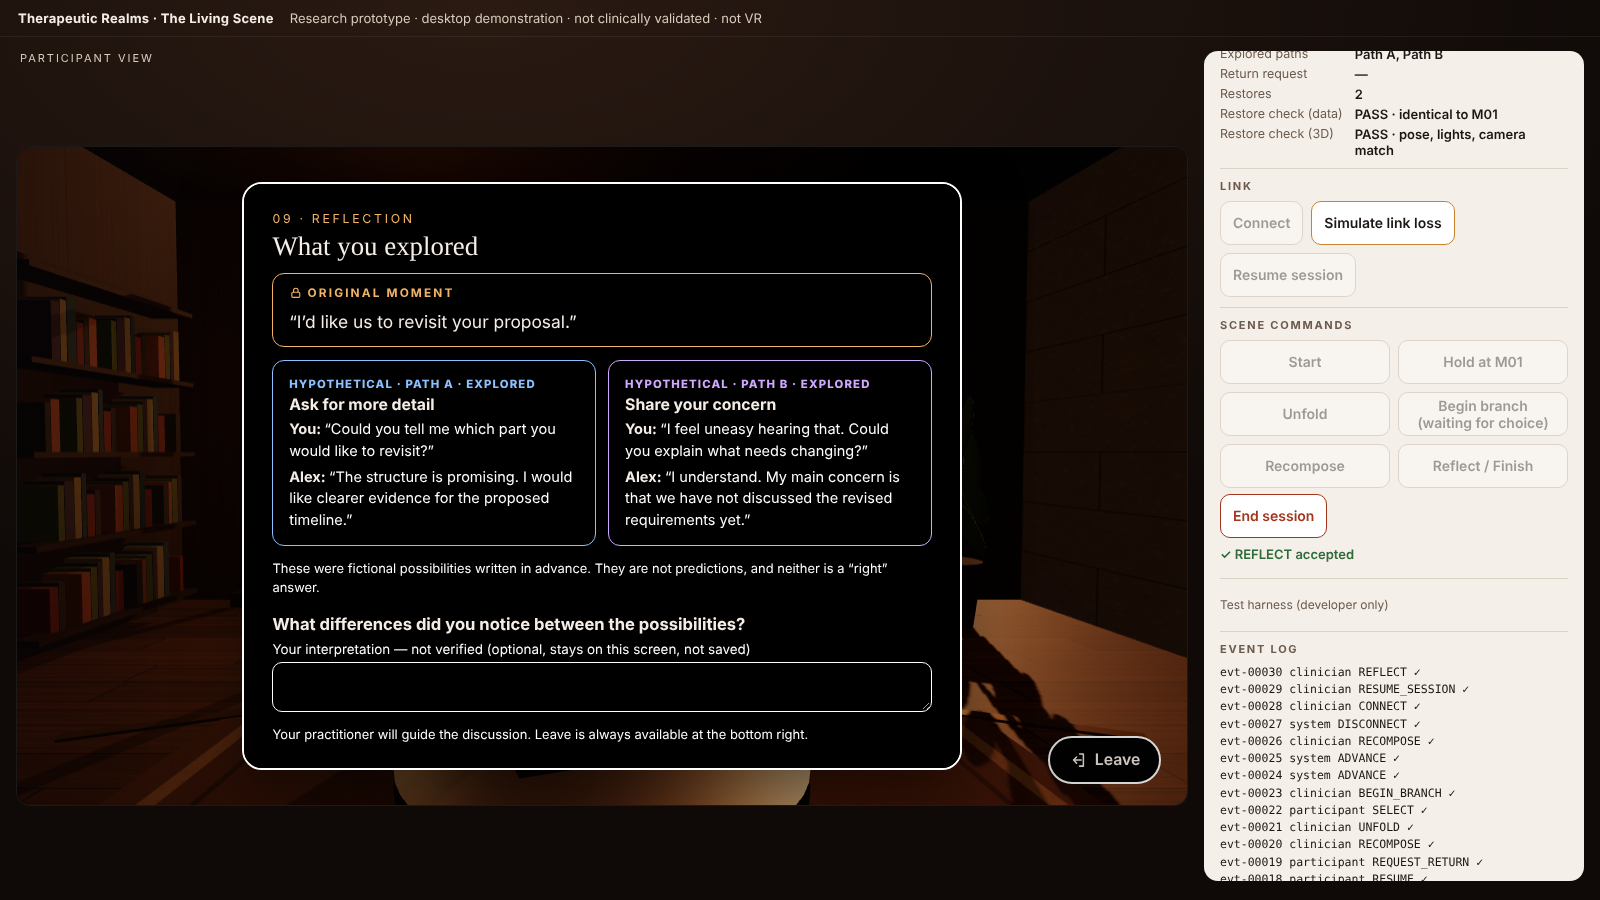 Therapeutic Realms · The Living Scene Research prototype · desktop demonstration · not clinically validated · not VR
PARTICIPANT VIEW
09 · REFLECTION
What you explored
ORIGINAL MOMENT
“I’d like us to revisit your proposal.”
HYPOTHETICAL · PATH A · EXPLORED
Ask for more detail
You: “Could you tell me which part you
would like to revisit?”
Alex: “The structure is promising. I would
like clearer evidence for the proposed
timeline.”
HYPOTHETICAL · PATH B · EXPLORED
Share your concern
You: “I feel uneasy hearing that. Could
you explain what needs changing?”
Alex: “I understand. My main concern is
that we have not discussed the revised
requirements yet.”
These were fictional possibilities written in advance. They are not predictions, and neither is a “right”
answer.
What differences did you notice between the possibilities?
Your interpretation — not verified (optional, stays on this screen, not saved)
Your practitioner will guide the discussion. Leave is always available at the bottom right.
Leave
Explored paths Path A, Path B
Return request —
Restores 2
Restore check (data) PASS · identical to M01
Restore check (3D) PASS · pose, lights, camera
match
LINK
Connect
Simulate link loss
Resume session
SCENE COMMANDS
Start
Hold at M01
Unfold
Begin branch
(waiting for choice)
Recompose
Reflect / Finish
End session
✓ REFLECT accepted
Test harness (developer only)
EVENT LOG
evt-00030 clinician REFLECT ✓
evt-00029 clinician RESUME_SESSION ✓
evt-00028 clinician CONNECT ✓
evt-00027 system DISCONNECT ✓
evt-00026 clinician RECOMPOSE ✓
evt-00025 system ADVANCE ✓
evt-00024 system ADVANCE ✓
evt-00023 clinician BEGIN_BRANCH ✓
evt-00022 participant SELECT ✓
evt-00021 clinician UNFOLD ✓
evt-00020 clinician RECOMPOSE ✓
evt-00019 participant REQUEST_RETURN ✓
evt-00018 participant RESUME ✓